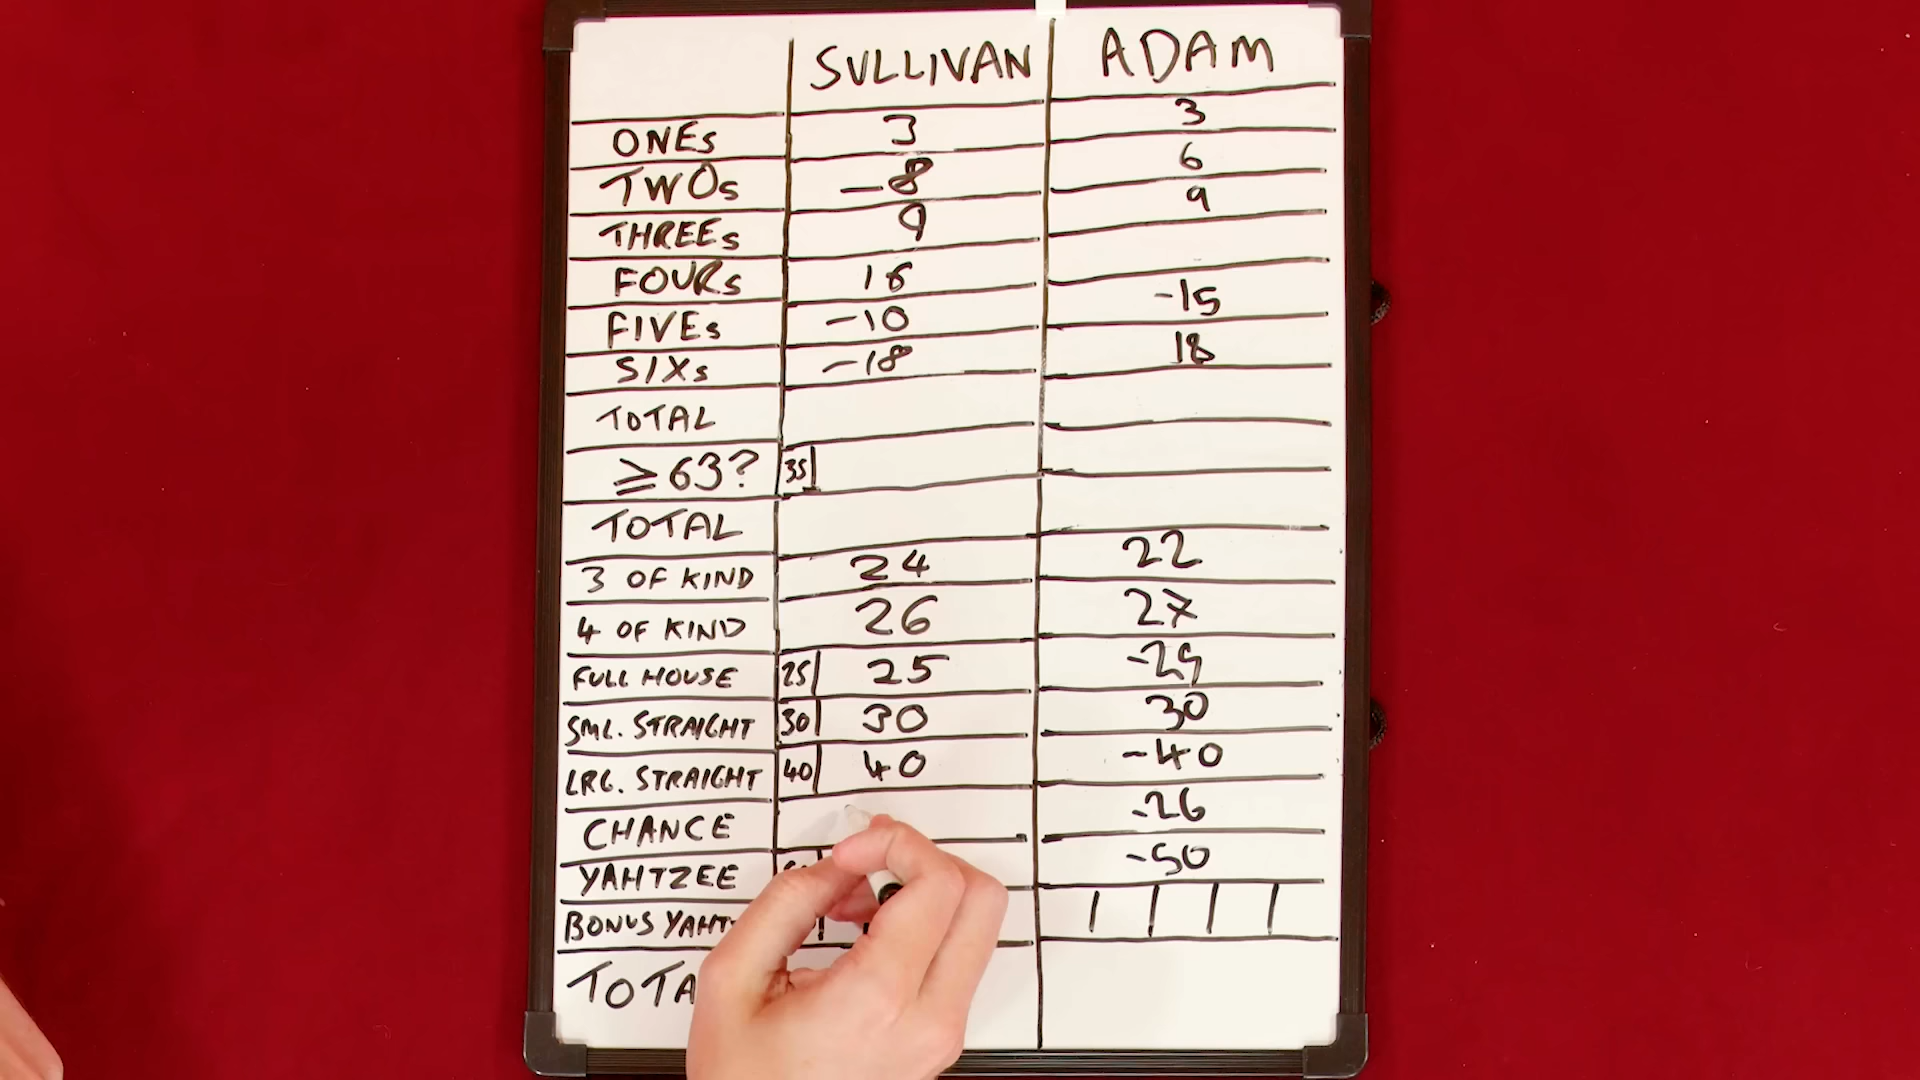 SULLIVAN ADAM
ONEs 3 3
TWOs -8 6
THREEs 9 9
FOURs 16
FIVEs -10 -15
SIXs -18 18
TOTAL
≥63? 35
TOTAL
3 OF KIND 24 22
4 OF KIND 26 27
FULL HOUSE 25 25 -25
SML. STRAIGHT 30 30 30
LRG. STRAIGHT 40 40 -40
CHANCE -26
YAHTZEE -50
BONUS